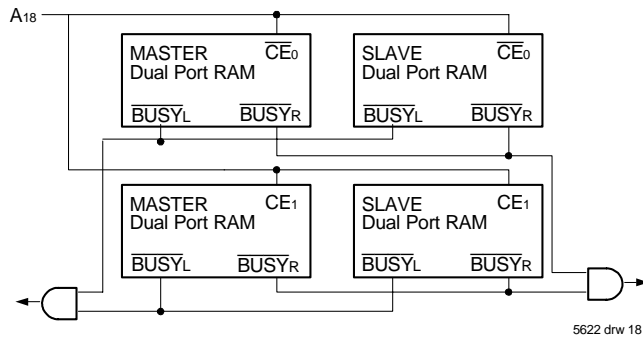 A18
MASTER CE0
Dual Port RAM
BUSYL BUSYR
SLAVE CE0
Dual Port RAM
BUSYL BUSYR
MASTER CE1
Dual Port RAM
BUSYL BUSYR
SLAVE CE1
Dual Port RAM
BUSYL BUSYR
5622 drw 18